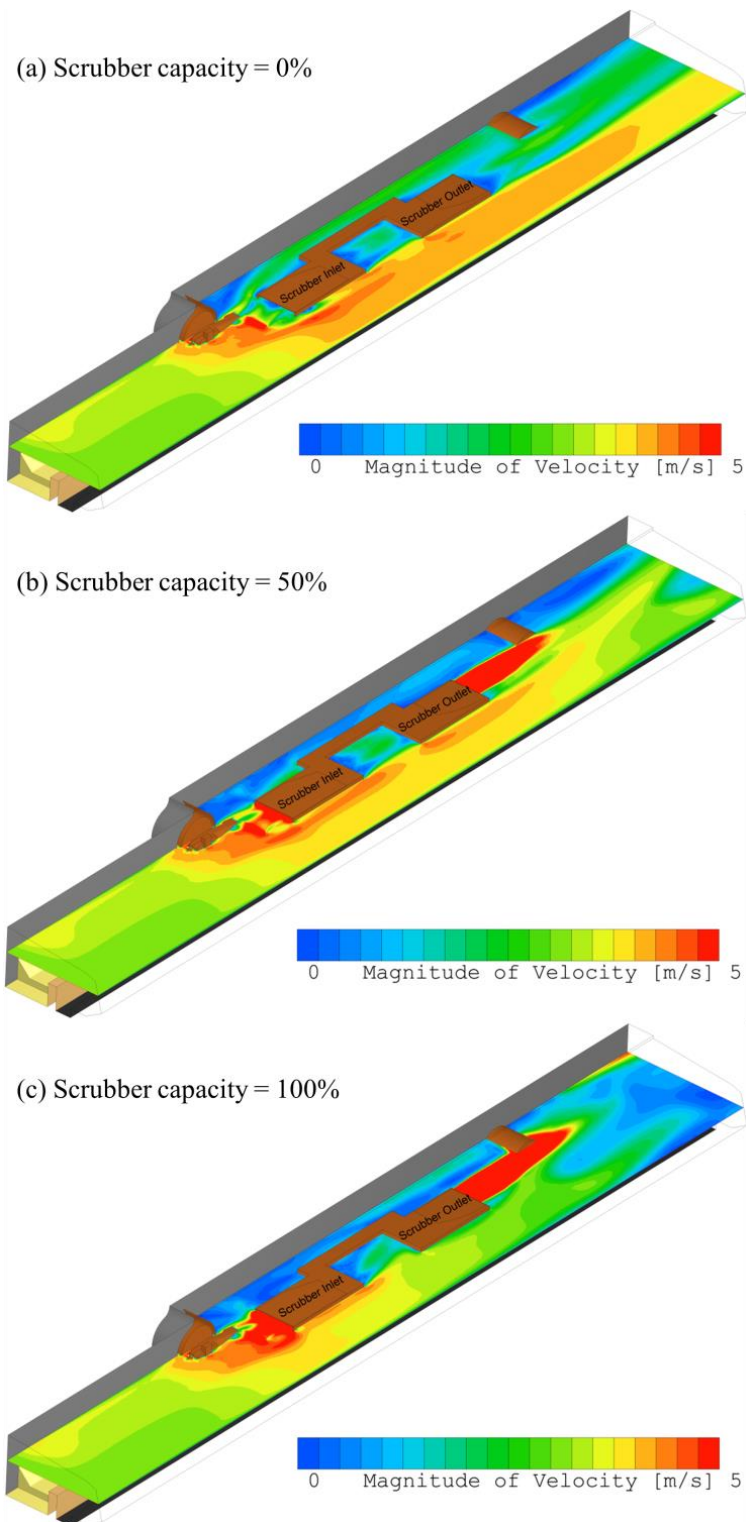 (a) Scrubber capacity = 0%
Scrubber Outlet
Scrubber Inlet
0 Magnitude of Velocity [m/s] 5
(b) Scrubber capacity = 50%
Scrubber Outlet
Scrubber Inlet
0 Magnitude of Velocity [m/s] 5
(c) Scrubber capacity = 100%
Scrubber Outlet
Scrubber Inlet
0 Magnitude of Velocity [m/s] 5